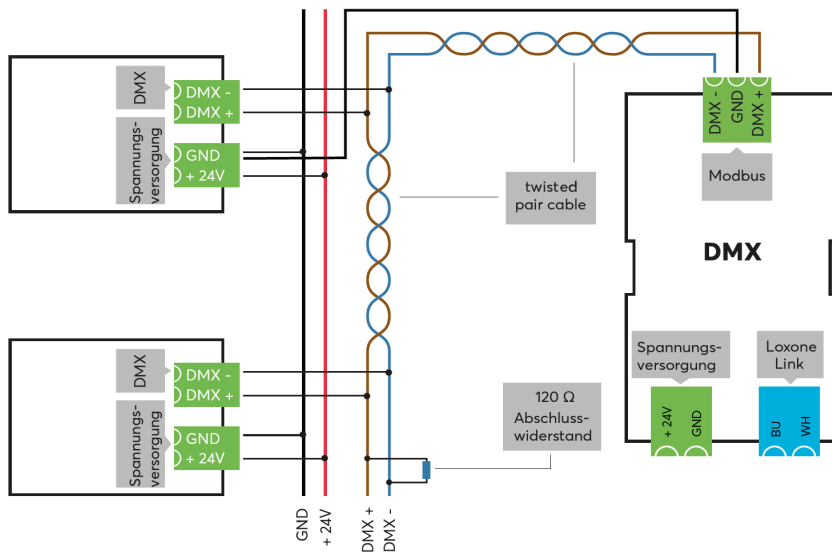 DMX
DMX -
DMX +
Spannungs-
versorgung
GND
+ 24V
DMX -
GND
DMX +
Modbus
twisted
pair cable
DMX
Spannungs-
versorgung
Loxone
Link
+ 24V
GND
BU
WH
DMX
DMX -
DMX +
Spannungs-
versorgung
GND
+ 24V
120 Ω
Abschluss-
widerstand
GND
+ 24V
DMX +
DMX -